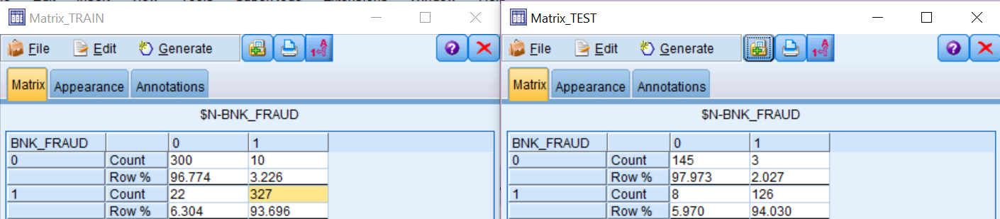 Matrix_TRAIN
File Edit Generate
Matrix Appearance Annotations
$N-BNK_FRAUD
BNK_FRAUD 0 1
0 Count 300 10
Row % 96.774 3.226
1 Count 22 327
Row % 6.304 93.696
Matrix_TEST
File Edit Generate
Matrix Appearance Annotations
$N-BNK_FRAUD
BNK_FRAUD 0 1
0 Count 145 3
Row % 97.973 2.027
1 Count 8 126
Row % 5.970 94.030